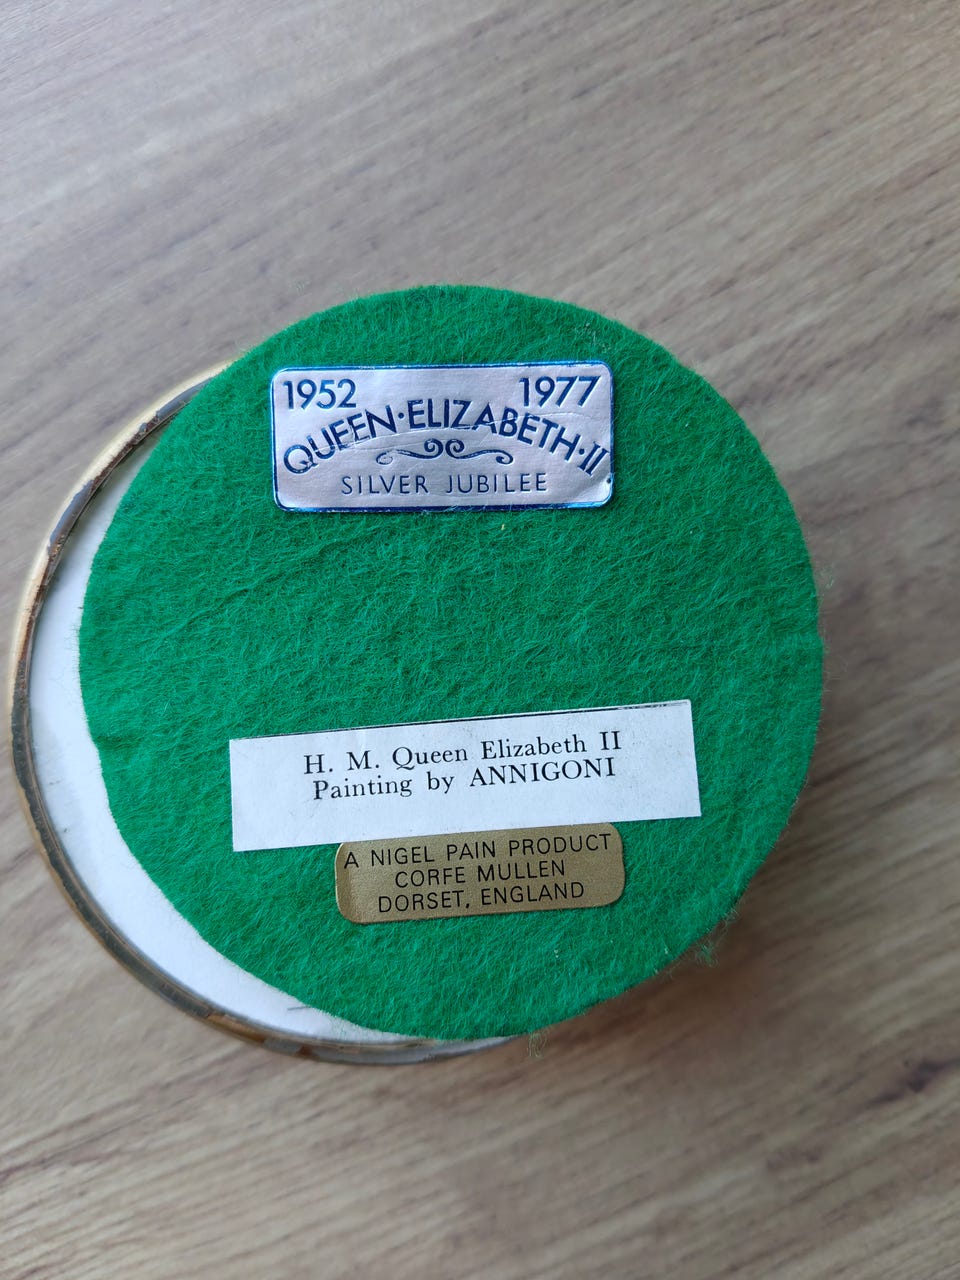 1952 1977
QUEEN·ELIZABETH·II
SILVER JUBILEE
H. M. Queen Elizabeth II
Painting by ANNIGONI
A NIGEL PAIN PRODUCT
CORFE MULLEN
DORSET, ENGLAND